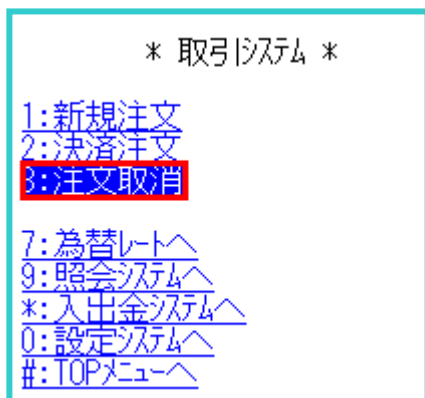 * 取引ｼｽﾃﾑ *
1:新規注文
2:決済注文
3:注文取消
7:為替ﾚｰﾄへ
9:照会ｼｽﾃﾑへ
*:入出金ｼｽﾃﾑへ
0:設定ｼｽﾃﾑへ
#:TOPﾒﾆｭｰへ